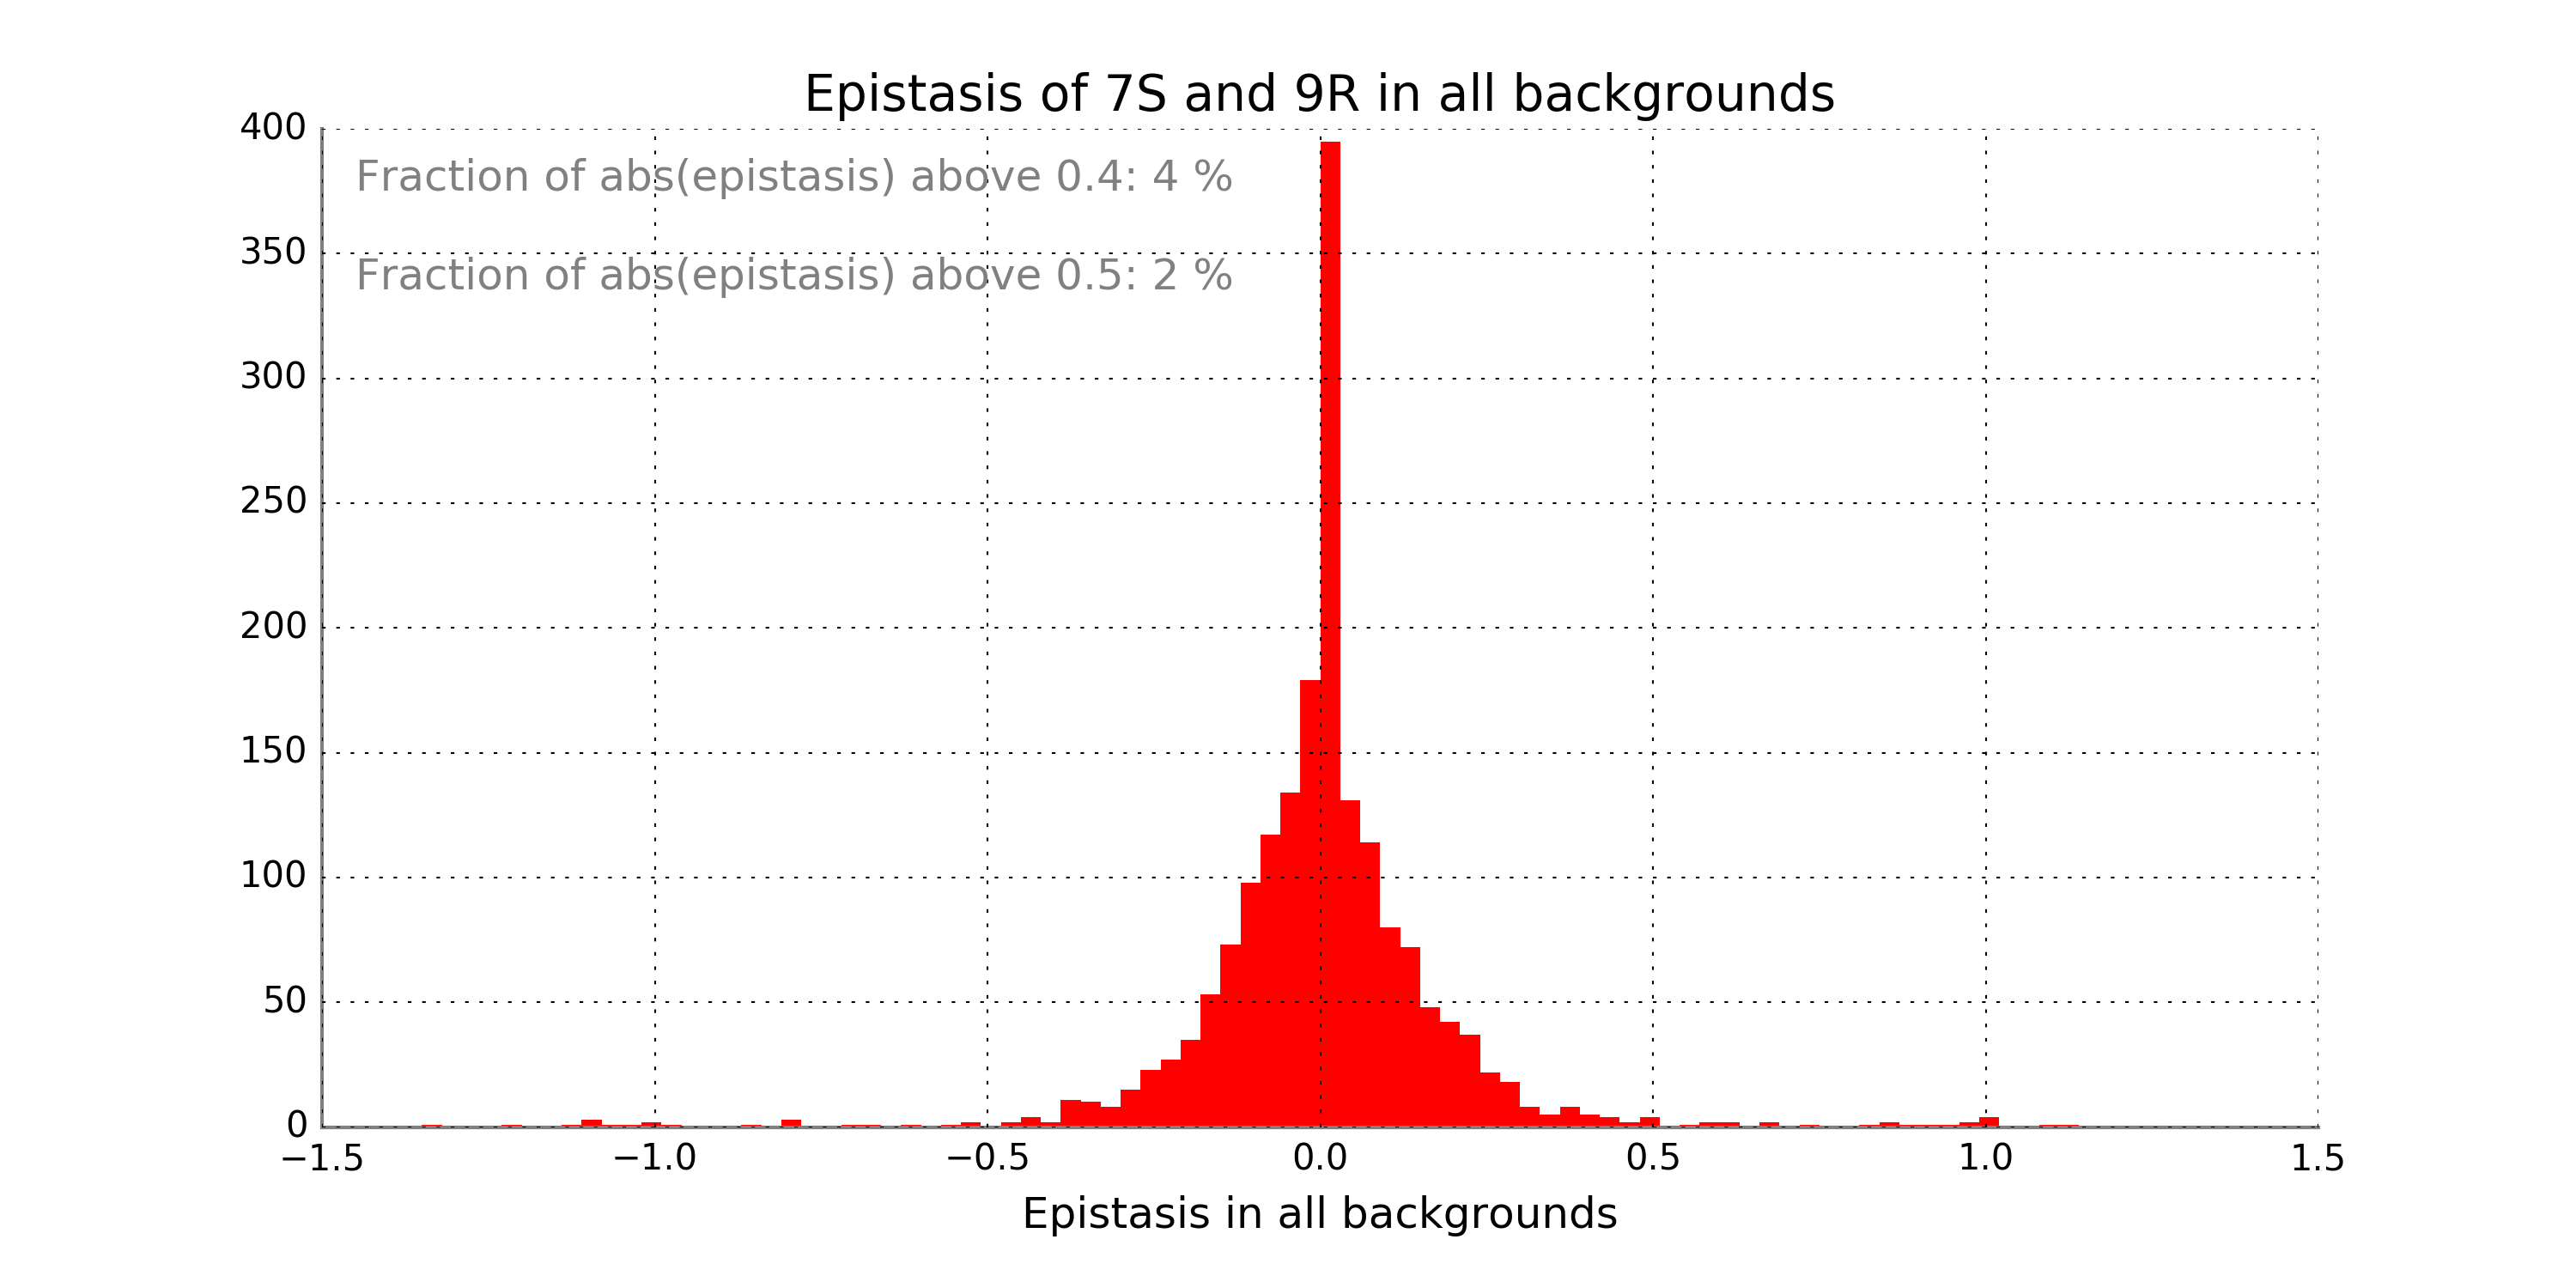 Epistasis of 7S and 9R in all backgrounds
400
Fraction of abs(epistasis) above 0.4: 4 %
350
Fraction of abs(epistasis) above 0.5: 2 %
300
250
200
150
100
50
0
−1.5 −1.0 −0.5 0.0 0.5 1.0 1.5
Epistasis in all backgrounds